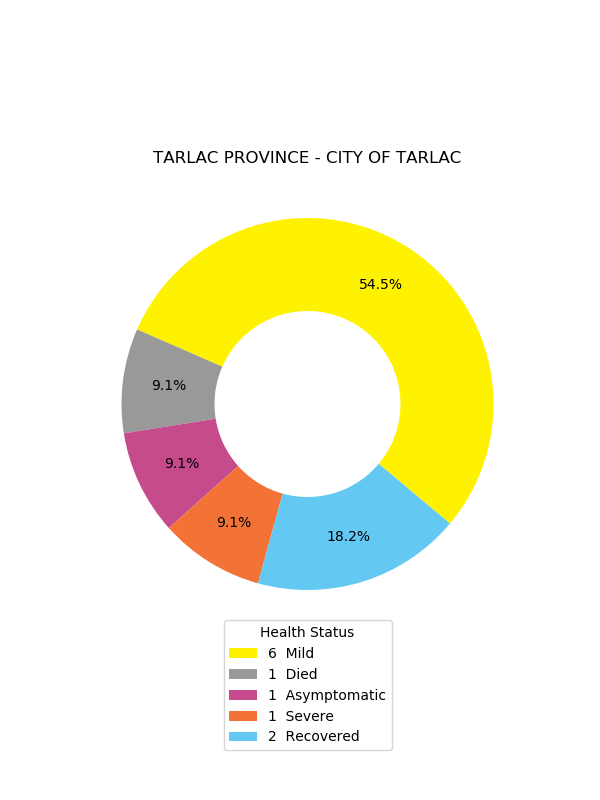 TARLAC PROVINCE - CITY OF TARLAC
54.5%
9.1%
9.1%
9.1%
18.2%
Health Status
6 Mild
1 Died
1 Asymptomatic
1 Severe
2 Recovered